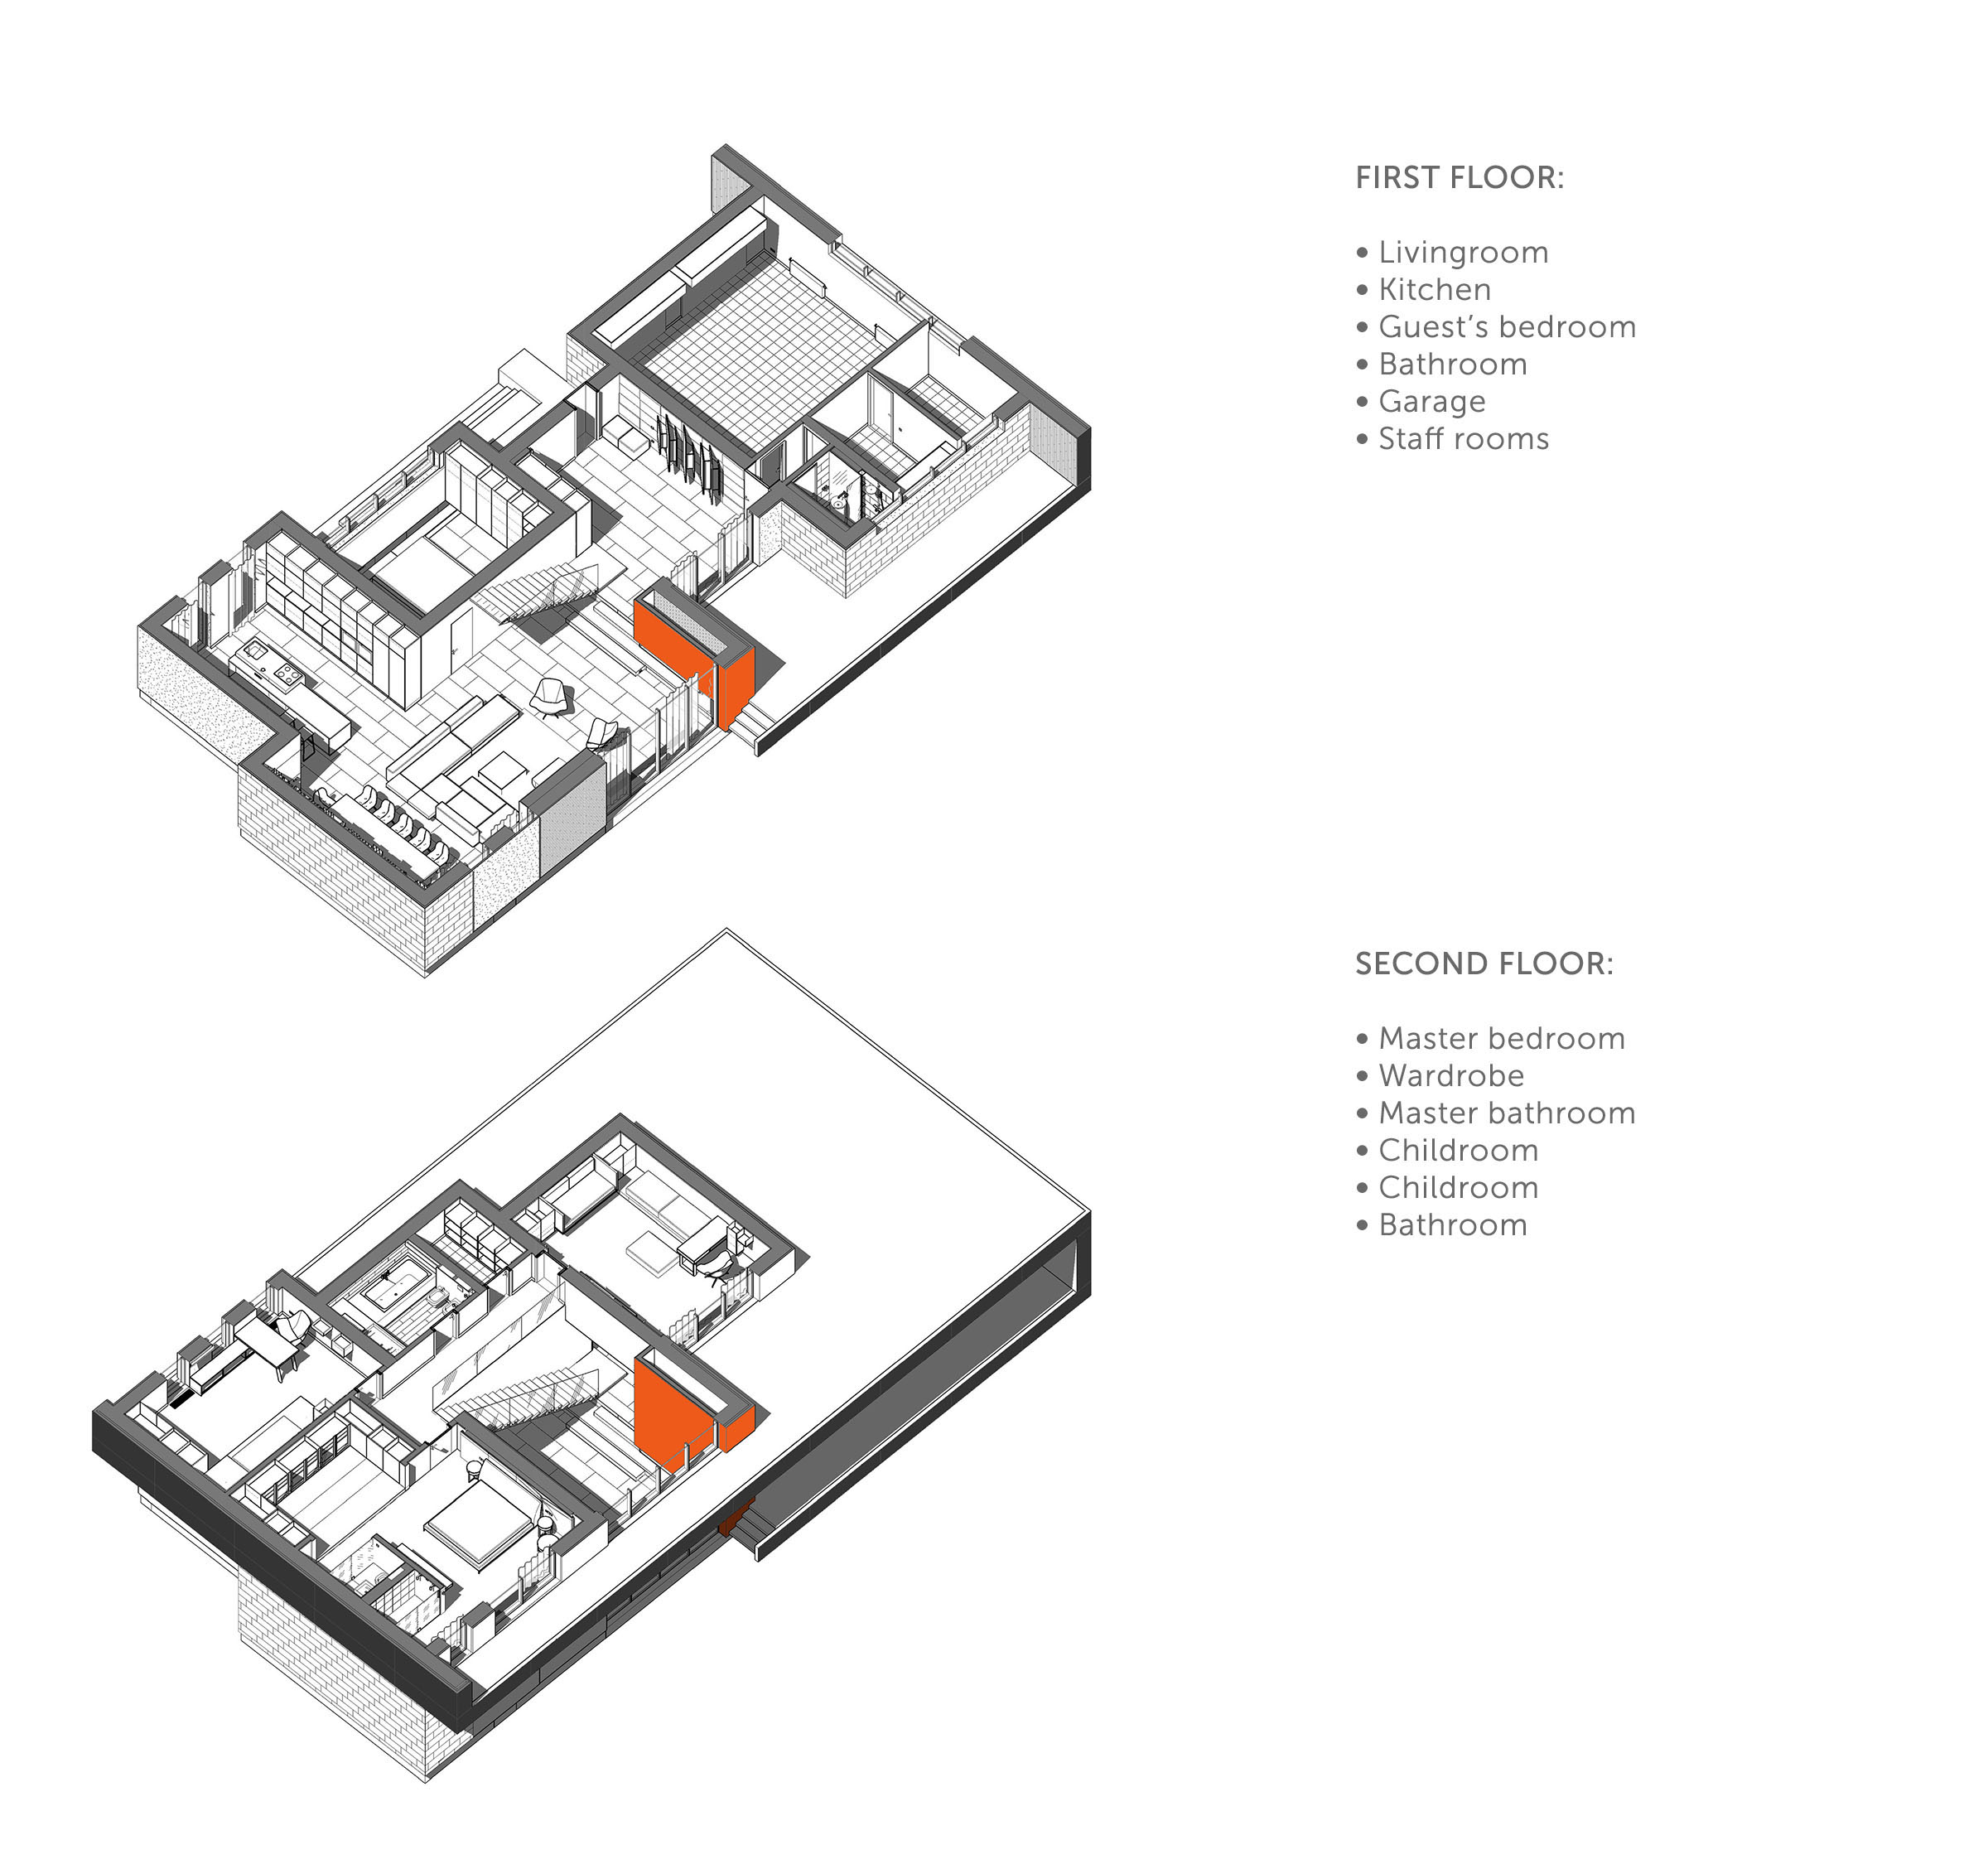 FIRST FLOOR:
• Livingroom
• Kitchen
• Guest’s bedroom
• Bathroom
• Garage
• Staff rooms
SECOND FLOOR:
• Master bedroom
• Wardrobe
• Master bathroom
• Childroom
• Childroom
• Bathroom